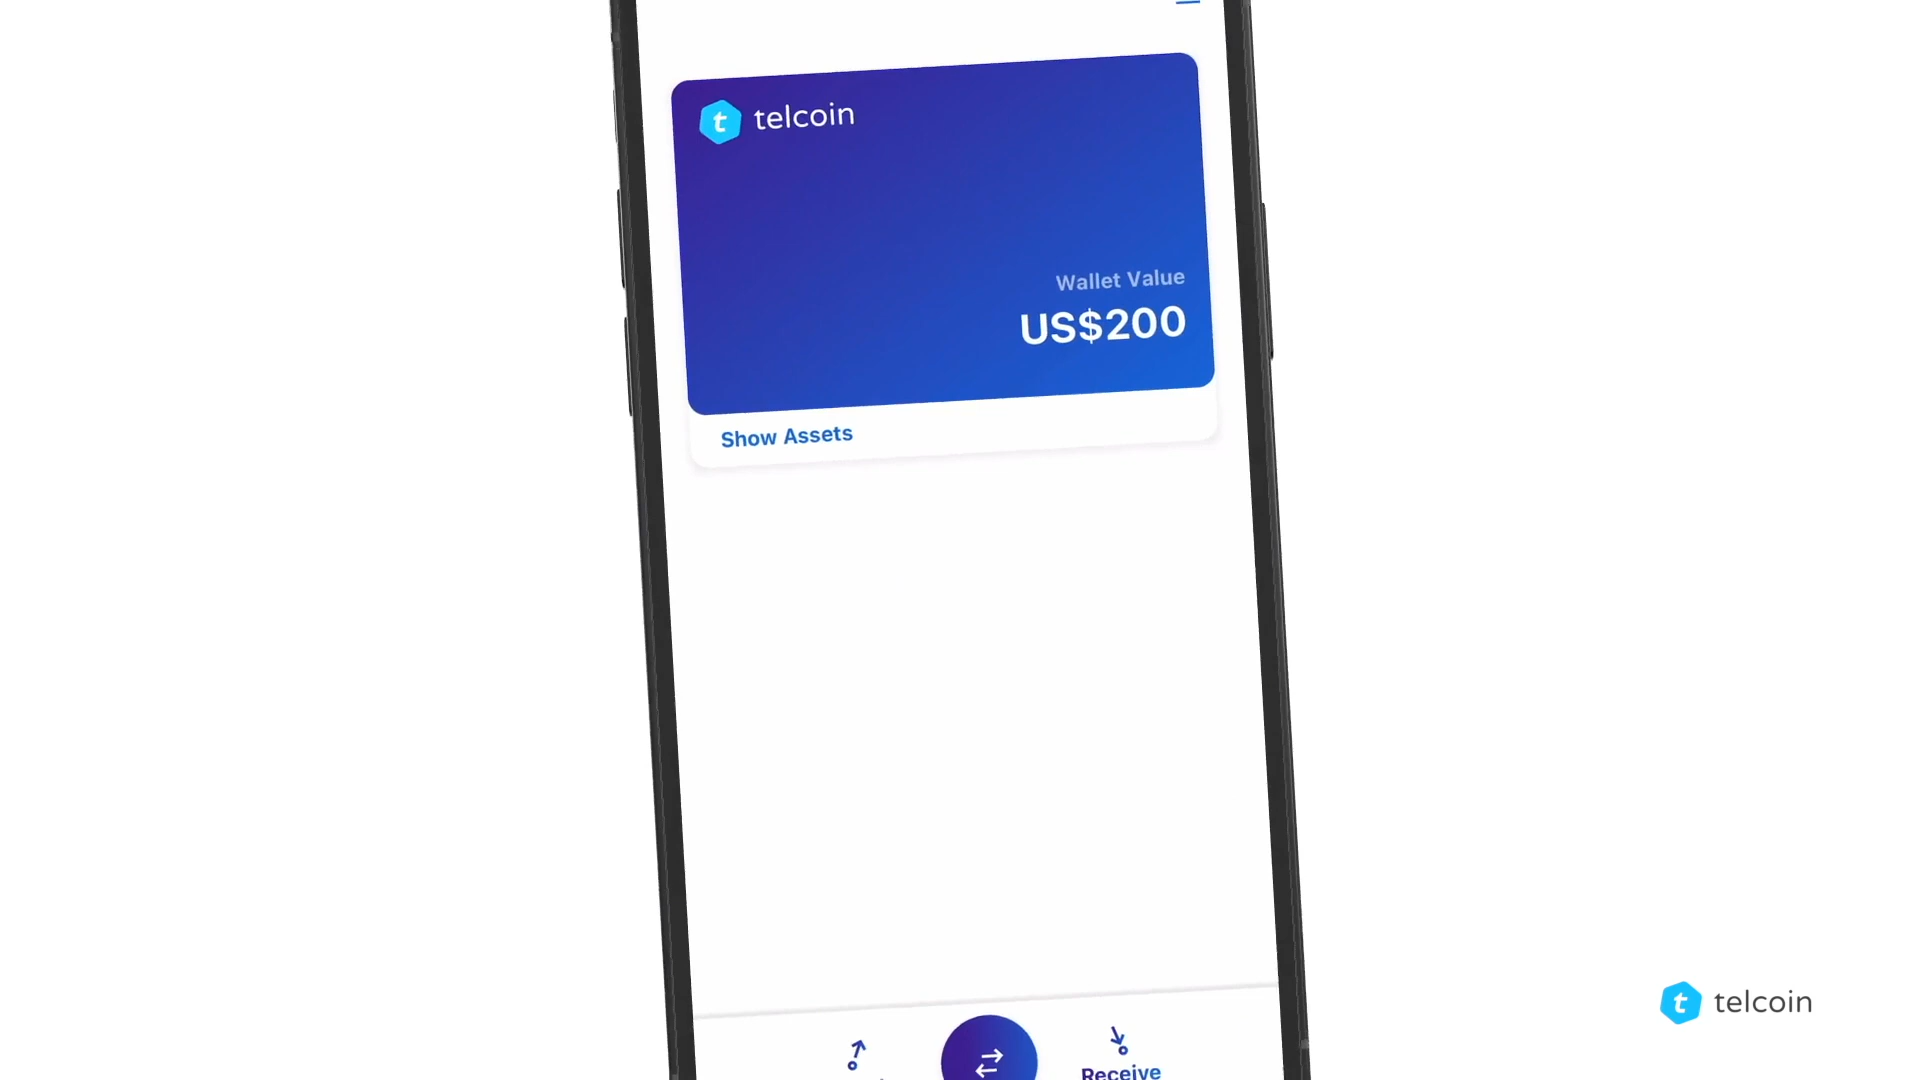 telcoin
Wallet Value
US$200
Show Assets
Receive
telcoin